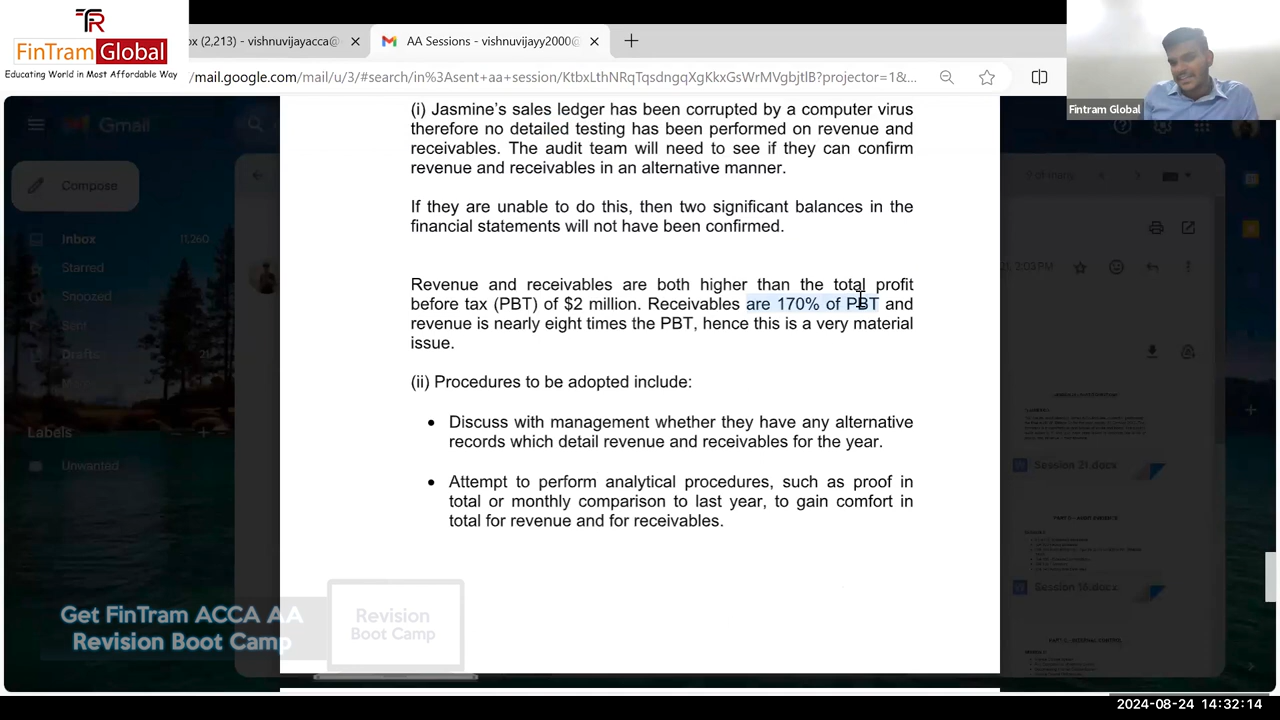 TR
FinTram Global
Educating World in Most Affordable Way
ox (2,213) - vishnuvijayacca@
AA Sessions - vishnuvijayy2000@
/mail.google.com/mail/u/3/#search/in%3Asent+aa+session/KtbxLthNRqTqsdngqXgKkxGsWrMVgbjtlB?projector=1&...
Fintram Global
Gmail
Compose
Inbox 11,260
Starred
Snoozed
Sent
Drafts 21
Labels
Unwanted
(i) Jasmine's sales ledger has been corrupted by a computer virus
therefore no detailed testing has been performed on revenue and
receivables. The audit team will need to see if they can confirm
revenue and receivables in an alternative manner.
If they are unable to do this, then two significant balances in the
financial statements will not have been confirmed.
Revenue and receivables are both higher than the total profit
before tax (PBT) of $2 million. Receivables are 170% of PBT and
revenue is nearly eight times the PBT, hence this is a very material
issue.
(ii) Procedures to be adopted include:
• Discuss with management whether they have any alternative
records which detail revenue and receivables for the year.
• Attempt to perform analytical procedures, such as proof in
total or monthly comparison to last year, to gain comfort in
total for revenue and for receivables.
Session 21.docx
Session 16.docx
Get FinTram ACCA AA
Revision Boot Camp
Revision
Boot Camp
2024-08-24 14:32:14